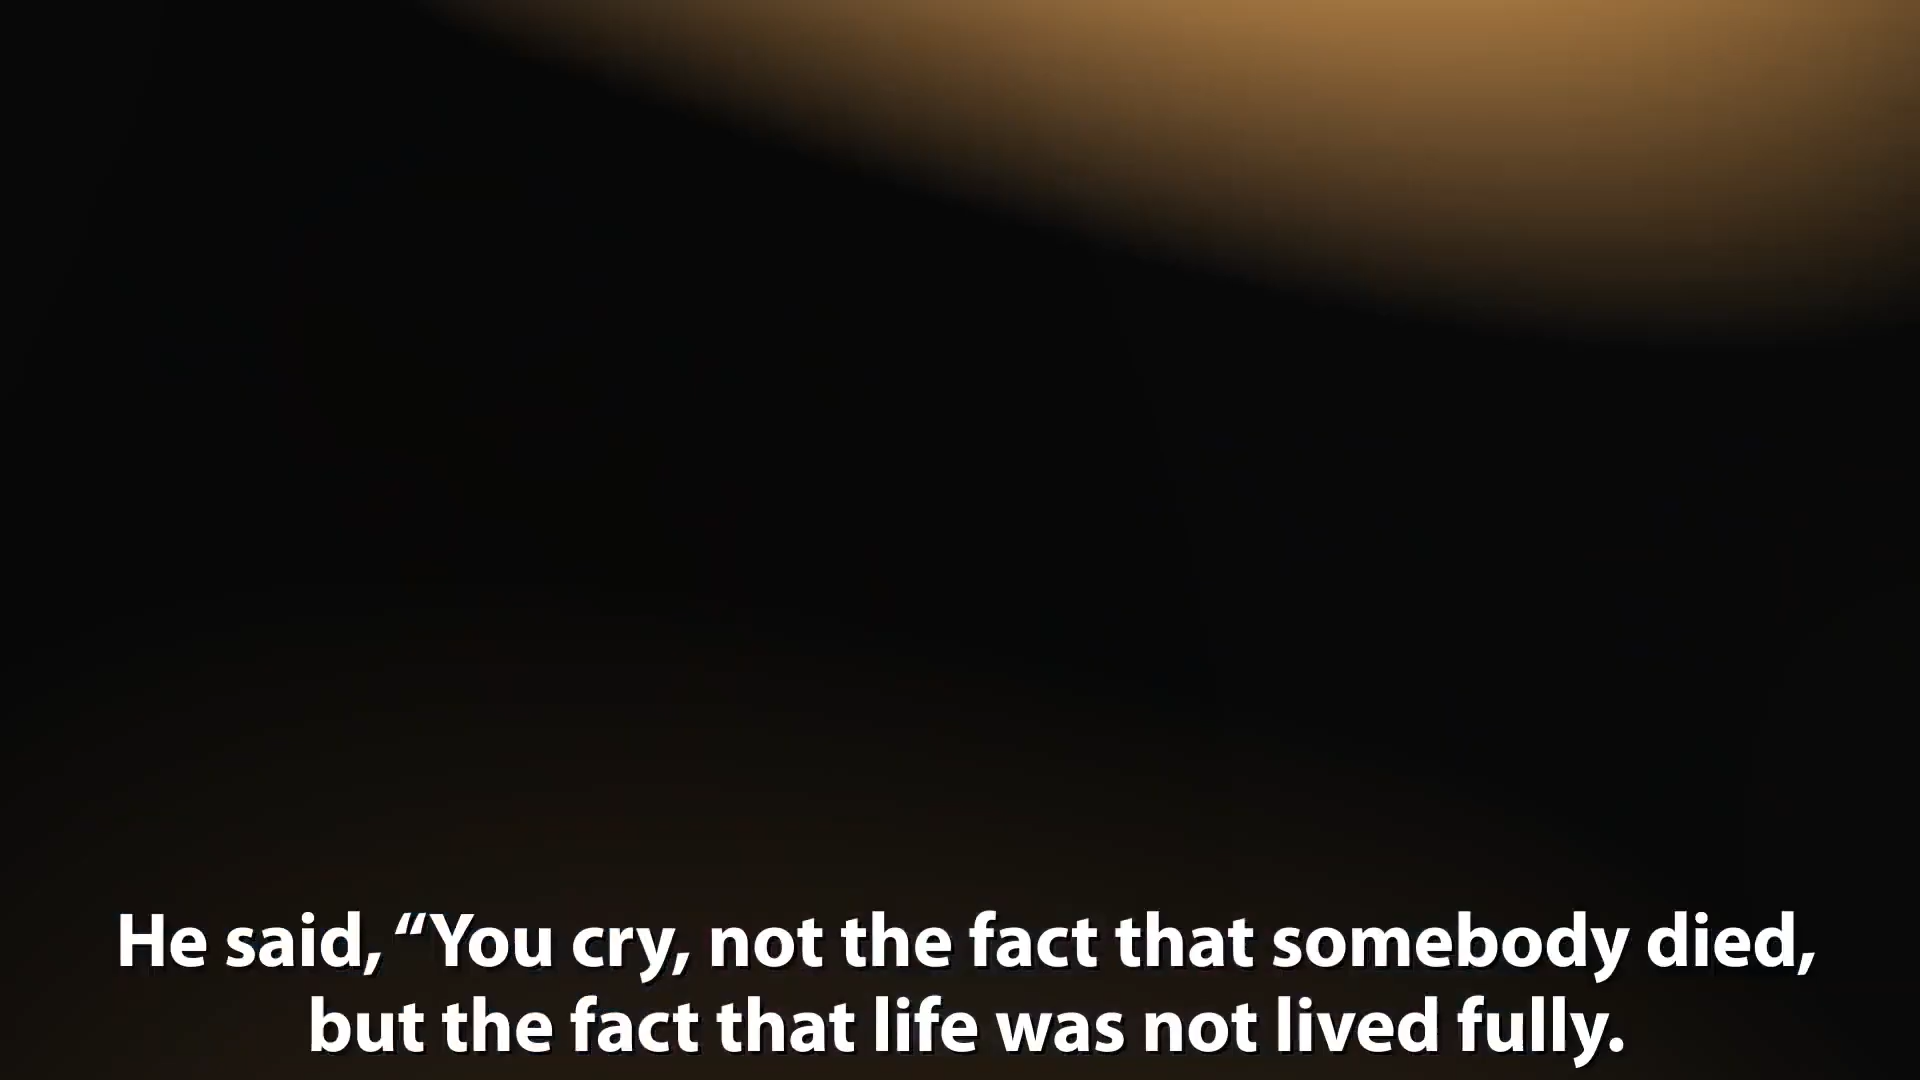 He said, “You cry, not the fact that somebody died,
but the fact that life was not lived fully.